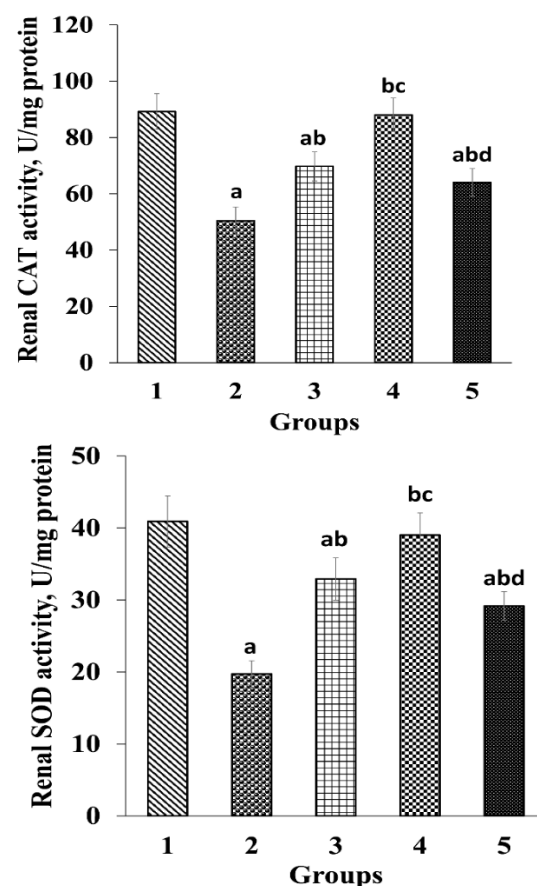 Renal CAT activity, U/mg protein
120
100
80
60
40
20
0
a
ab
bc
abd
1 2 3 4 5
Groups
Renal SOD activity, U/mg protein
50
40
30
20
10
0
a
ab
bc
abd
1 2 3 4 5
Groups